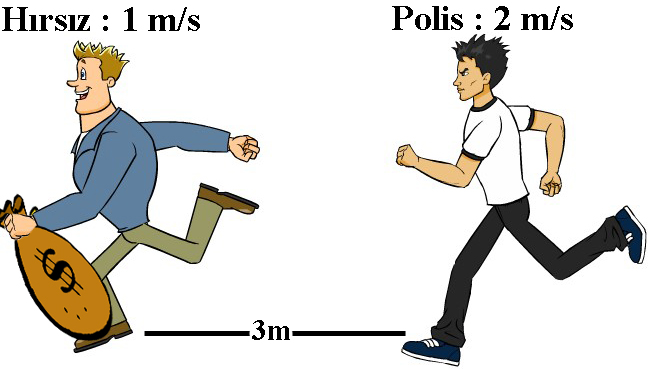 Hırsız : 1 m/s
Polis : 2 m/s
$
3m